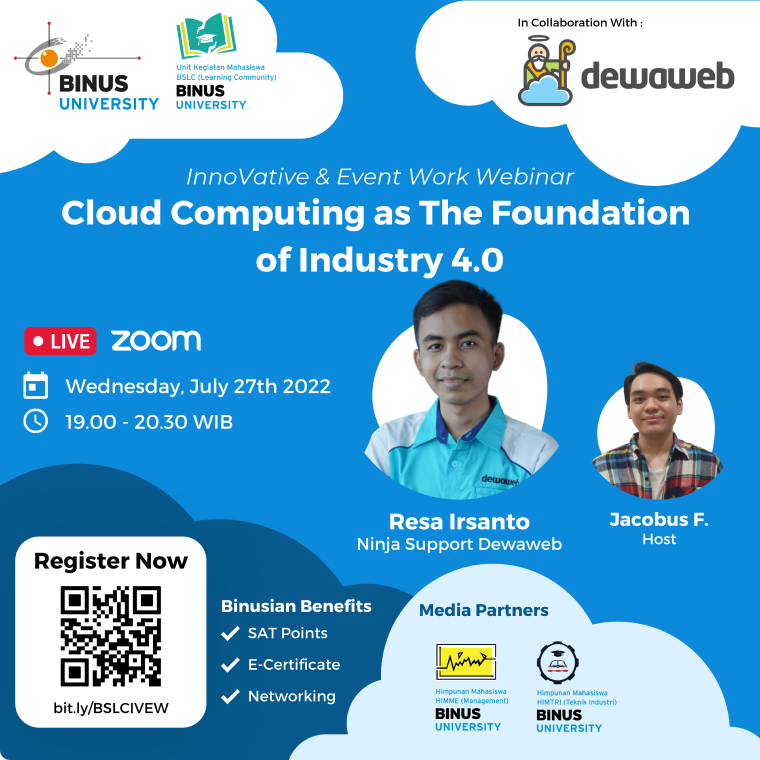 BINUS
UNIVERSITY
Unit Kegiatan Mahasiswa
BSLC (Learning Community)
BINUS
UNIVERSITY
In Collaboration With :
dewaweb
InnoVative & Event Work Webinar
Cloud Computing as The Foundation
of Industry 4.0
LIVE zoom
Wednesday, July 27th 2022
19.00 - 20.30 WIB
dewaweb
Resa Irsanto
Ninja Support Dewaweb
Jacobus F.
Host
Register Now
bit.ly/BSLCIVEW
Binusian Benefits
SAT Points
E-Certificate
Networking
Media Partners
Himpunan Mahasiswa
HIMME (Management)
BINUS
UNIVERSITY
Himpunan Mahasiswa
HIMTRI (Teknik Industri)
BINUS
UNIVERSITY